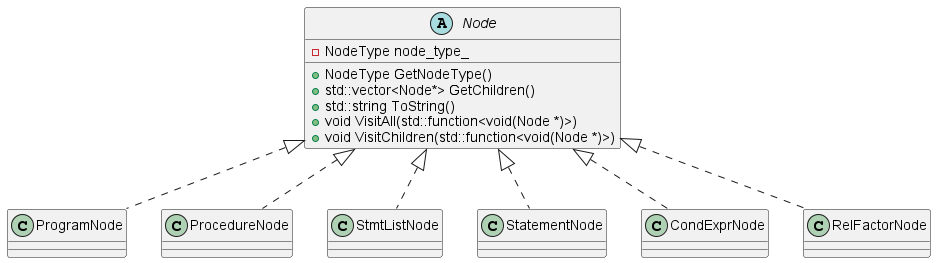 A Node
NodeType node_type_
NodeType GetNodeType()
std::vector<Node*> GetChildren()
std::string ToString()
void VisitAll(std::function<void(Node *)>)
void VisitChildren(std::function<void(Node *)>)
C ProgramNode
C ProcedureNode
C StmtListNode
C StatementNode
C CondExprNode
C RelFactorNode